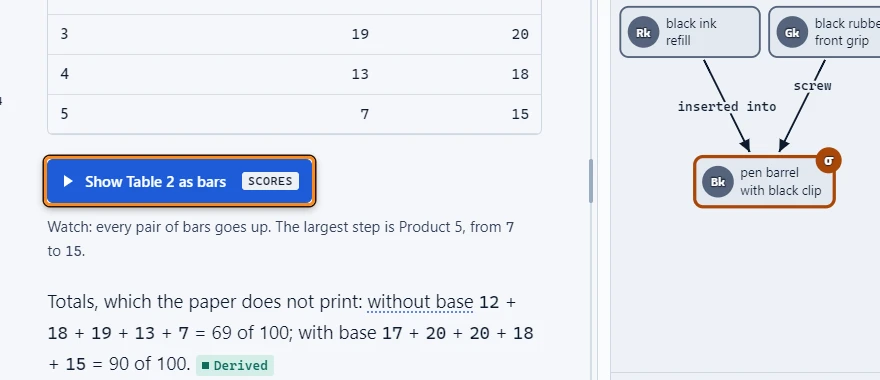 3 19 20
4 13 18
5 7 15
Show Table 2 as bars SCORES
Watch: every pair of bars goes up. The largest step is Product 5, from 7
to 15.
Totals, which the paper does not print: without base 12 +
18 + 19 + 13 + 7 = 69 of 100; with base 17 + 20 + 20 + 18
+ 15 = 90 of 100. Derived
Rk black ink
refill
Gk black rubbe
front grip
inserted into
screw
σ
Bk pen barrel
with black clip